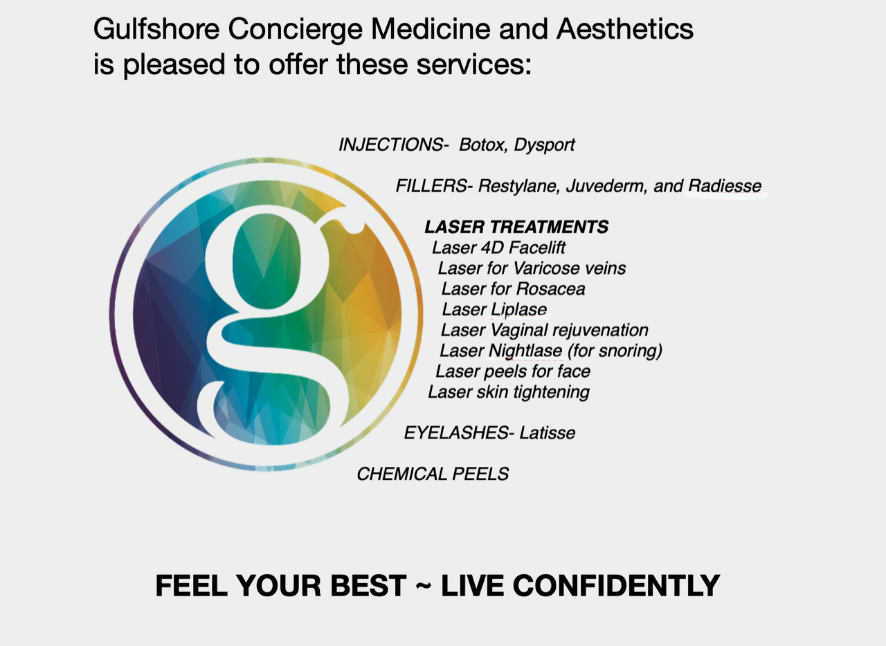 Gulfshore Concierge Medicine and Aesthetics
is pleased to offer these services:
INJECTIONS- Botox, Dysport
FILLERS- Restylane, Juvederm, and Radiesse
LASER TREATMENTS
Laser 4D Facelift
Laser for Varicose veins
Laser for Rosacea
Laser Liplase
Laser Vaginal rejuvenation
Laser Nightlase (for snoring)
Laser peels for face
Laser skin tightening
EYELASHES- Latisse
CHEMICAL PEELS
g
FEEL YOUR BEST ~ LIVE CONFIDENTLY